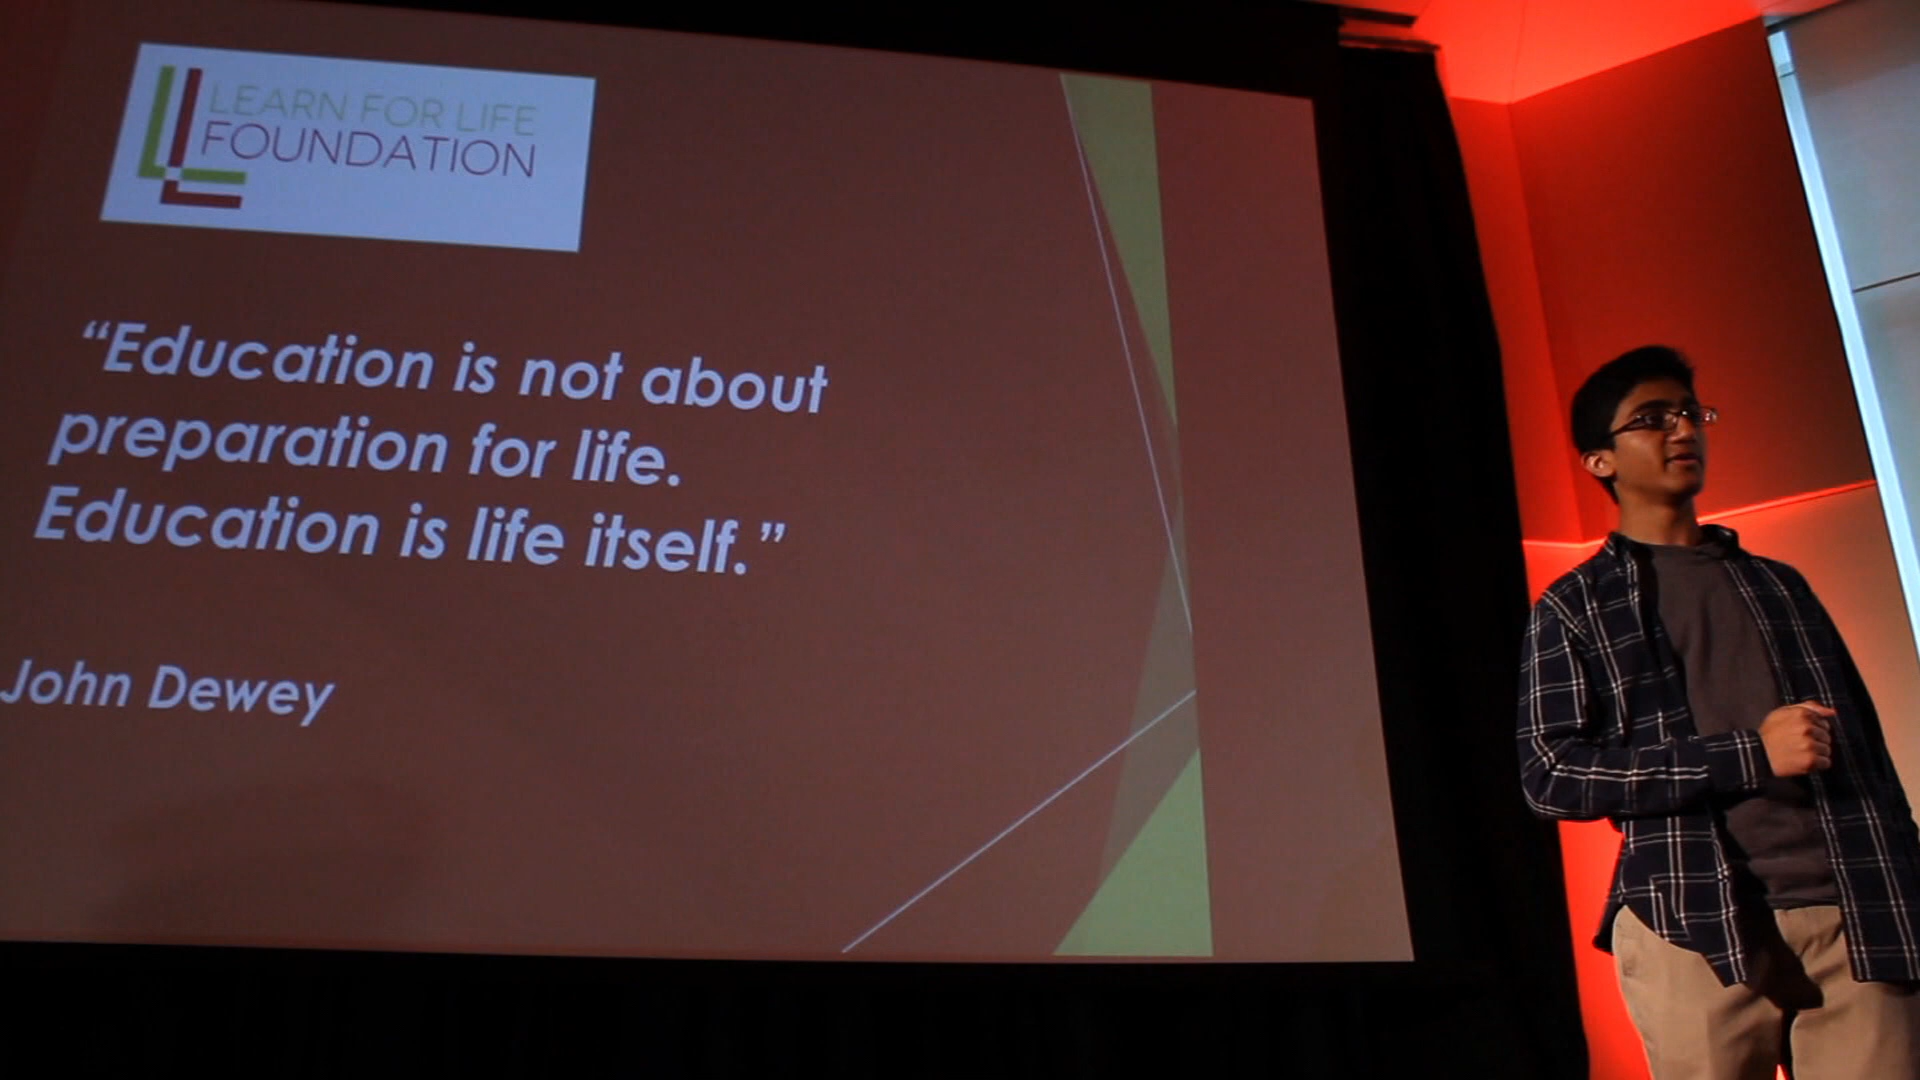 LEARN FOR LIFE
FOUNDATION
“Education is not about
preparation for life.
Education is life itself.”
John Dewey